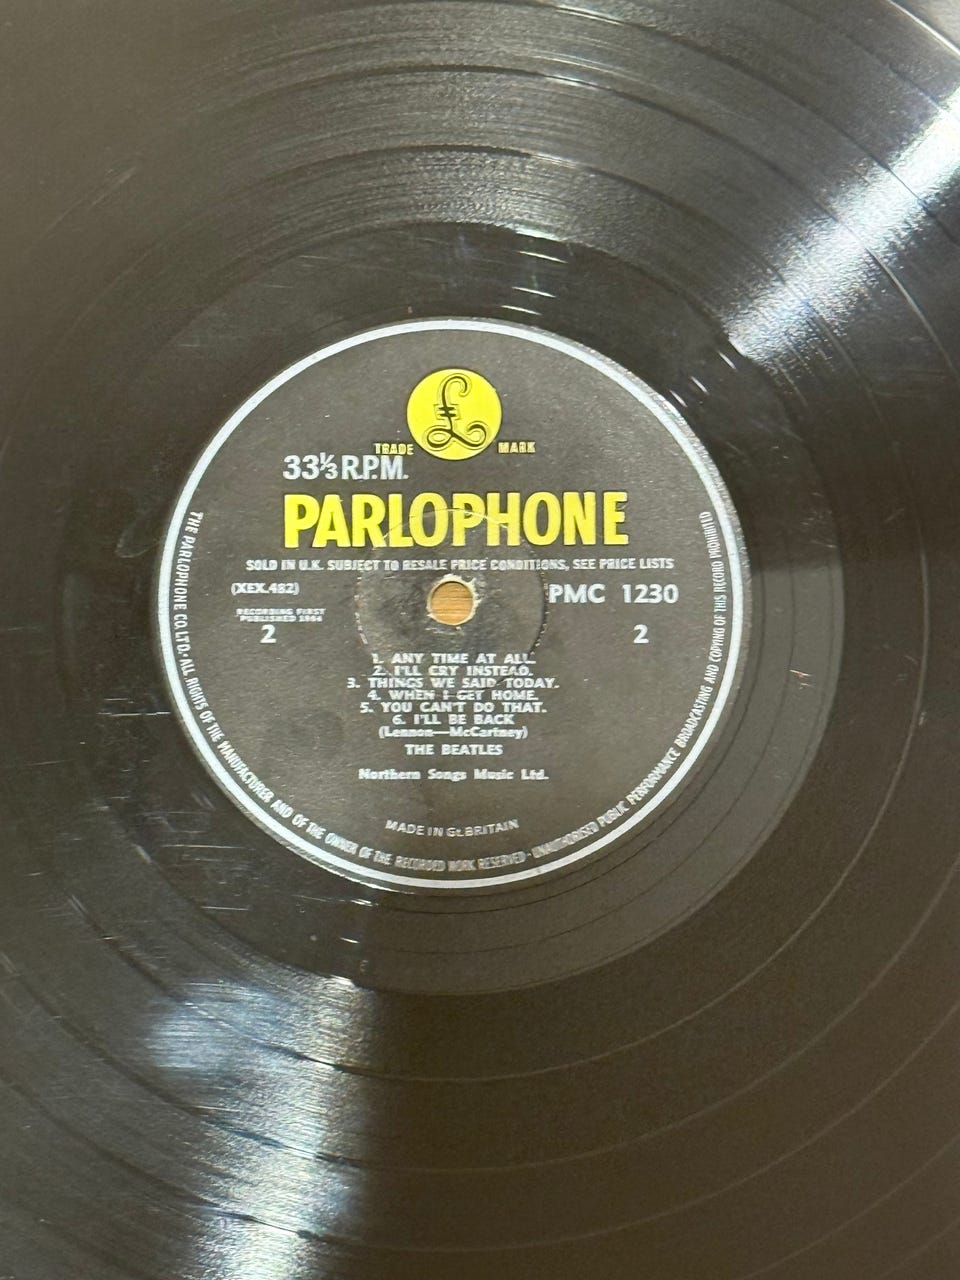 £
TRADE MARK
33⅓ R.P.M.
PARLOPHONE
SOLD IN U.K. SUBJECT TO RESALE PRICE CONDITIONS, SEE PRICE LISTS
(XEX.482) PMC 1230
RECORDING FIRST
PUBLISHED 1964
2 2
1. ANY TIME AT ALL.
2. I'LL CRY INSTEAD.
3. THINGS WE SAID TODAY.
4. WHEN I GET HOME.
5. YOU CAN'T DO THAT.
6. I'LL BE BACK
(Lennon—McCartney)
THE BEATLES
Northern Songs Music Ltd.
MADE IN GT. BRITAIN
THE PARLOPHONE CO. LTD. · ALL RIGHTS OF THE MANUFACTURER AND OF THE OWNER OF THE RECORDED WORK RESERVED · UNAUTHORISED PUBLIC PERFORMANCE BROADCASTING AND COPYING OF THIS RECORD PROHIBITED